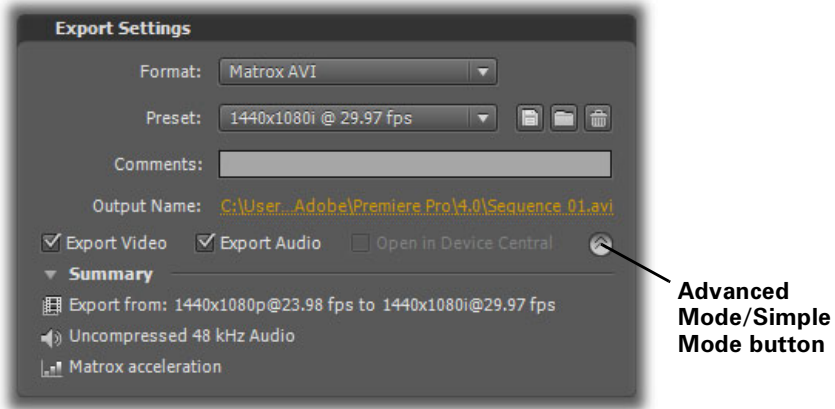 Export Settings
Format: Matrox AVI
Preset: 1440x1080i @ 29.97 fps
Comments:
Output Name: C:\User...Adobe\Premiere Pro\4.0\Sequence 01.avi
Export Video Export Audio Open in Device Central
Summary
Export from: 1440x1080p@23.98 fps to 1440x1080i@29.97 fps
Uncompressed 48 kHz Audio
Matrox acceleration
Advanced
Mode/Simple
Mode button